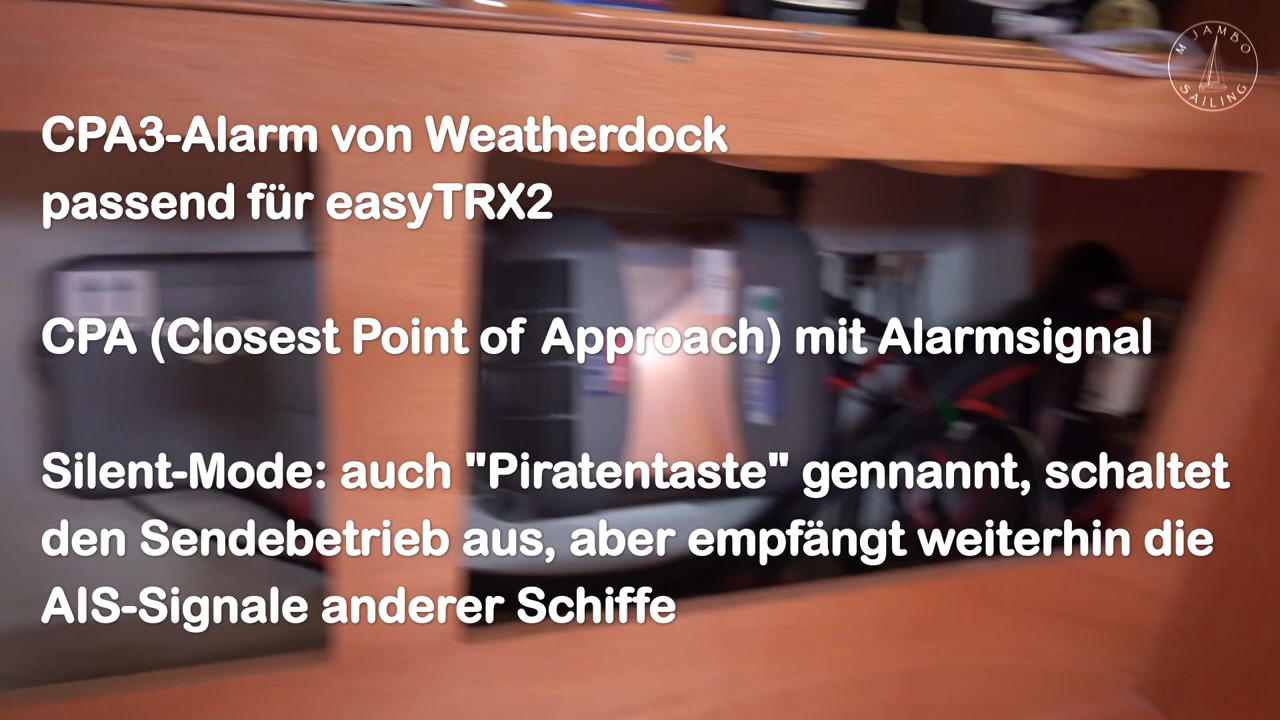 M JAMBO
SAILING
CPA3-Alarm von Weatherdock
passend für easyTRX2
CPA (Closest Point of Approach) mit Alarmsignal
Silent-Mode: auch "Piratentaste" gennannt, schaltet
den Sendebetrieb aus, aber empfängt weiterhin die
AIS-Signale anderer Schiffe